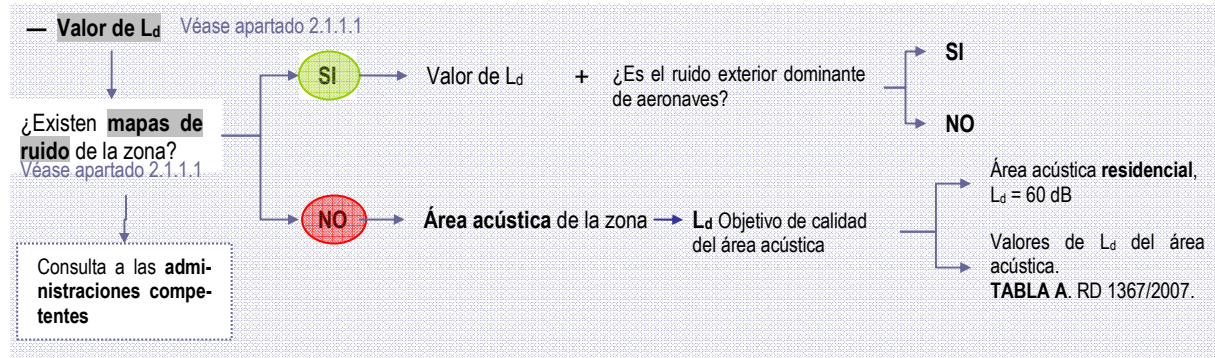 — Valor de Ld Véase apartado 2.1.1.1
¿Existen mapas de
ruido de la zona?
Véase apartado 2.1.1.1
Consulta a las admi-
nistraciones compe-
tentes
SI
Valor de Ld + ¿Es el ruido exterior dominante
de aeronaves?
SI
NO
NO
Área acústica de la zona
Ld Objetivo de calidad
del área acústica
Área acústica residencial,
Ld = 60 dB
Valores de Ld del área
acústica.
TABLA A. RD 1367/2007.